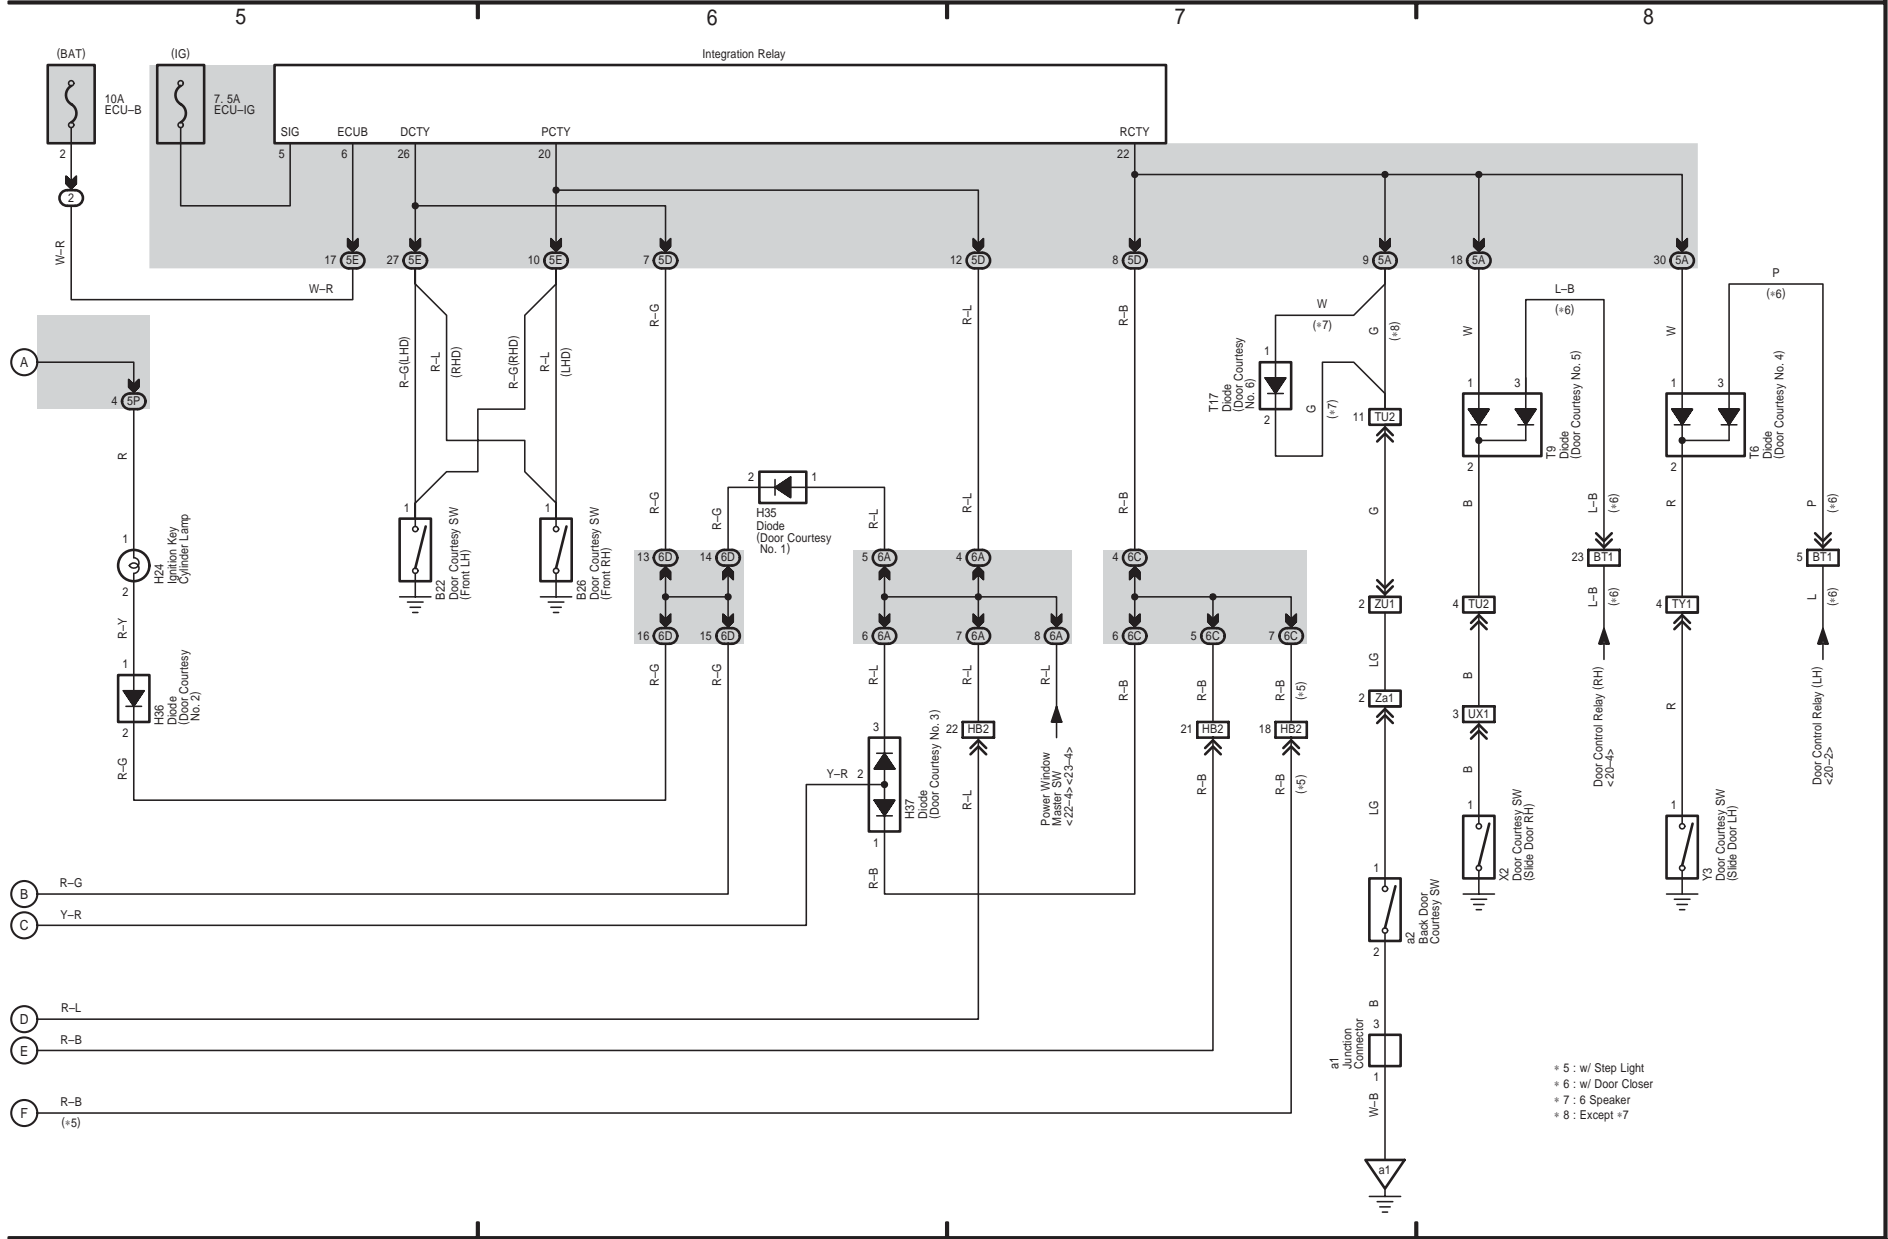 5 6 7 8
(BAT) (IG) Integration Relay
10A
ECU–B
7. 5A
ECU–IG
SIG ECUB DCTY PCTY RCTY
2 5 6 26 20 22
2
W–R
17 5E 27 5E 10 5E 7 5D 12 5D 8 5D 9 5A 18 5A 30 5A
W–R
R–G(LHD)
R–L
(RHD)
R–G(RHD)
R–L
(LHD)
R–G
R–L
R–B
W
(∗7)
G
(∗8)
W
L–B
(∗6)
W
P
(∗6)
A
4 5P
R
1
2
H24
Ignition Key
Cylinder Lamp
R–Y
1
2
H36
Diode
(Door Courtesy
No. 2)
R–G
1
B22
Door Courtesy SW
(Front LH)
1
B26
Door Courtesy SW
(Front RH)
R–G
R–G
2 1
H35
Diode
(Door Courtesy
No. 1)
R–L
R–L
R–B
13 6D 14 6D 5 6A 4 6A 4 6C
16 6D 15 6D 6 6A 7 6A 8 6A 6 6C 5 6C 7 6C
R–G
R–G
R–L
R–L
R–L
R–B
R–B
R–B
(∗5)
3
Y–R 2
1
H37
Diode
(Door Courtesy No. 3)
R–B
22 HB2
R–L
Power Window
Master SW
<22–4><23–4>
21 HB2
R–B
18 HB2
R–B
(∗5)
1
2
T17
Diode
(Door Courtesy
No. 6)
G
(∗7)
11 TU2
G
2 ZU1
LG
2 Za1
LG
1
2
a2
Back Door
Courtesy SW
B
3
1
a1
Junction
Connector
W–B
a1
1 3
2
T9
Diode
(Door Courtesy No. 5)
B
4 TU2
B
3 UX1
B
1
X2
Door Courtesy SW
(Slide Door RH)
L–B
(∗6)
23 BT1
L–B
(∗6)
Door Control Relay (RH)
<20–4>
1 3
2
T6
Diode
(Door Courtesy No. 4)
R
4 TY1
R
1
Y3
Door Courtesy SW
(Slide Door LH)
P
(∗6)
5 BT1
L
(∗6)
Door Control Relay (LH)
<20–2>
B R–G
C Y–R
D R–L
E R–B
F R–B
(∗5)
∗ 5 : w/ Step Light
∗ 6 : w/ Door Closer
∗ 7 : 6 Speaker
∗ 8 : Except ∗7